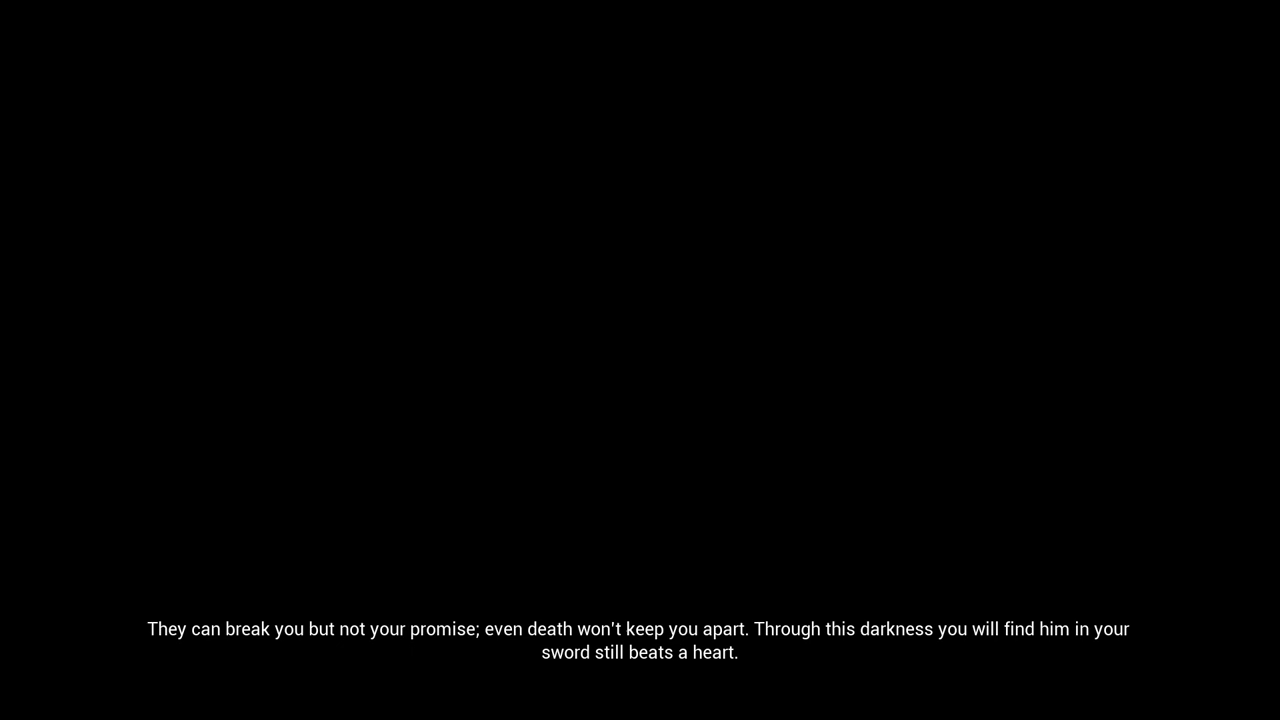 They can break you but not your promise; even death won't keep you apart. Through this darkness you will find him in your
sword still beats a heart.